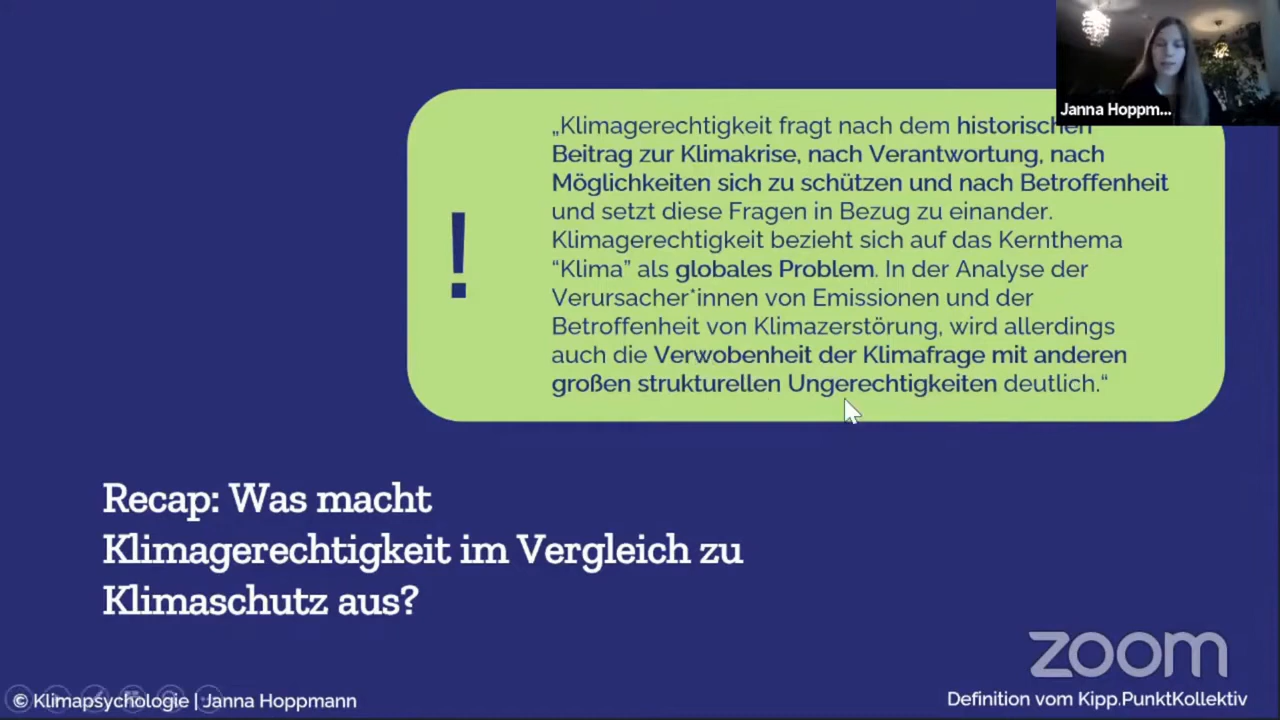 Janna Hoppm...
„Klimagerechtigkeit fragt nach dem historischen
Beitrag zur Klimakrise, nach Verantwortung, nach
Möglichkeiten sich zu schützen und nach Betroffenheit
und setzt diese Fragen in Bezug zu einander.
Klimagerechtigkeit bezieht sich auf das Kernthema
“Klima” als globales Problem. In der Analyse der
Verursacher*innen von Emissionen und der
Betroffenheit von Klimazerstörung, wird allerdings
auch die Verwobenheit der Klimafrage mit anderen
großen strukturellen Ungerechtigkeiten deutlich.“
!
Recap: Was macht
Klimagerechtigkeit im Vergleich zu
Klimaschutz aus?
zoom
© Klimapsychologie | Janna Hoppmann
Definition vom Kipp.PunktKollektiv